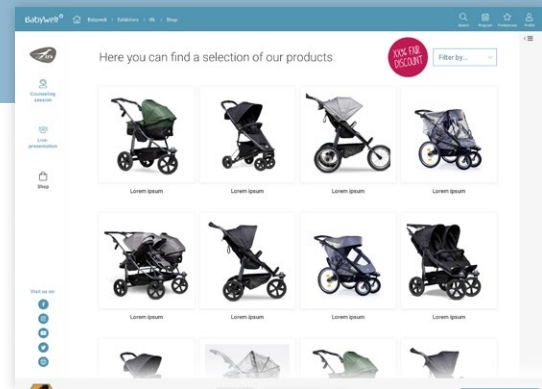 Babywelt
Babywelt
Exhibitors
Shop
Search
Program
Preferences
Profile
Here you can find a selection of our products
XX% FAIR
DISCOUNT
Filter by...
Counseling
session
Live-
presentation
Shop
Lorem ipsum
Lorem ipsum
Lorem ipsum
Lorem ipsum
Lorem ipsum
Lorem ipsum
Lorem ipsum
Lorem ipsum
Visit us on